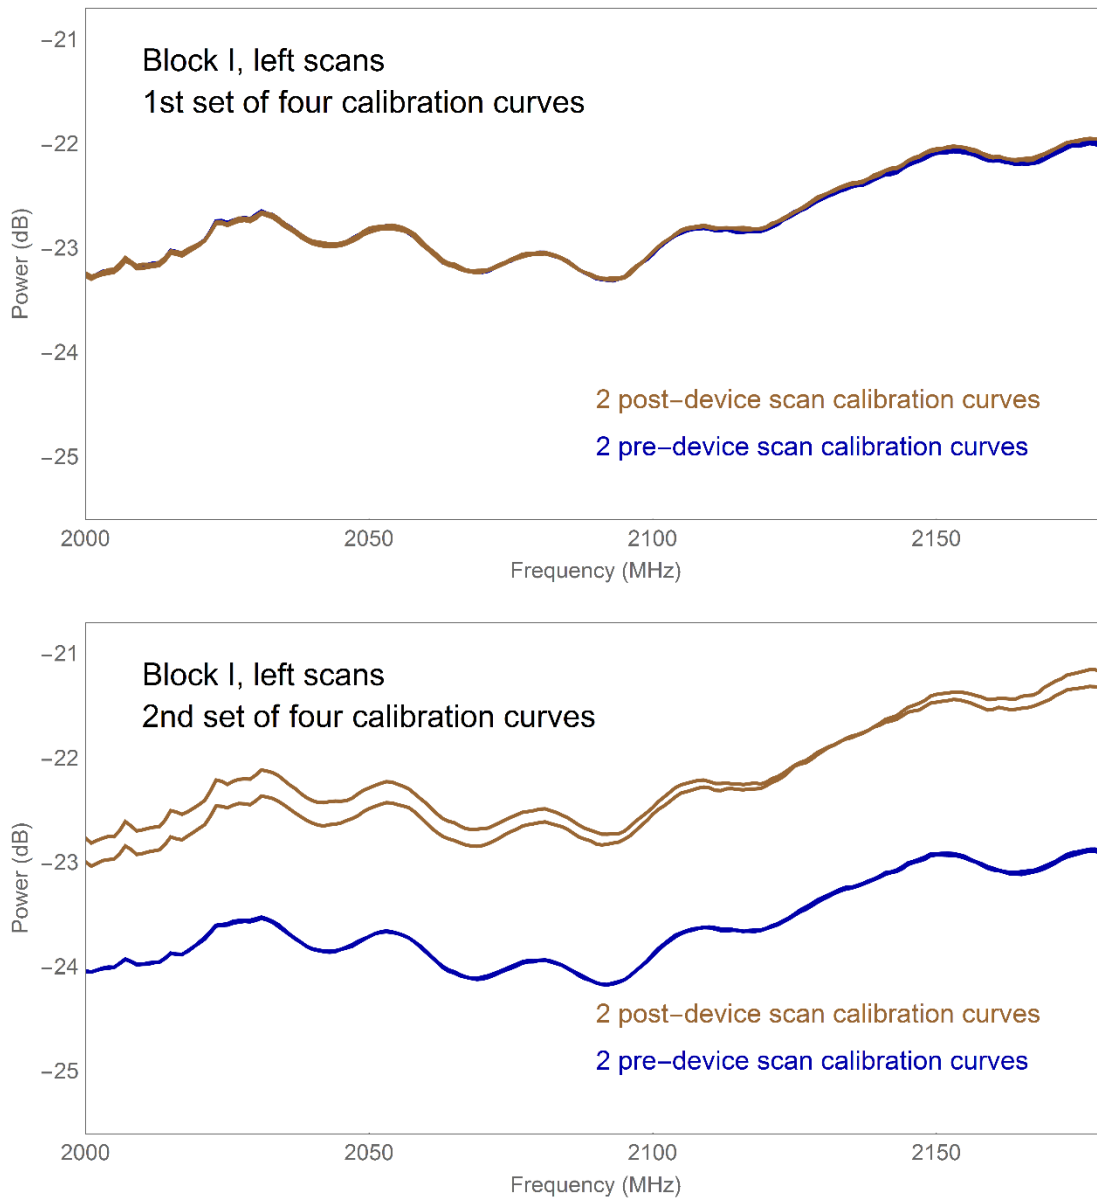 Block I, left scans
1st set of four calibration curves
−21
−22
−23
−24
−25
Power (dB)
2 post−device scan calibration curves
2 pre−device scan calibration curves
2000
2050
2100
2150
Frequency (MHz)
Block I, left scans
2nd set of four calibration curves
−21
−22
−23
−24
−25
Power (dB)
2 post−device scan calibration curves
2 pre−device scan calibration curves
2000
2050
2100
2150
Frequency (MHz)